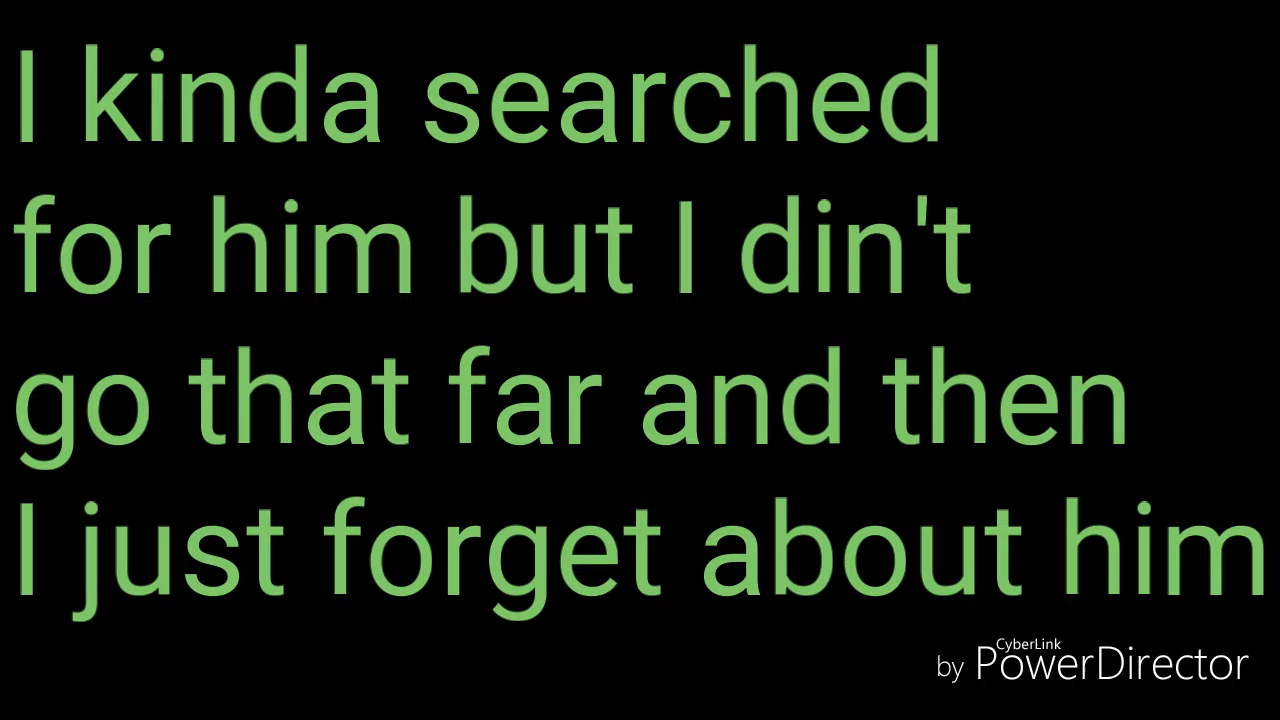 I kinda searched
for him but I din't
go that far and then
I just forget about him
CyberLink
by PowerDirector